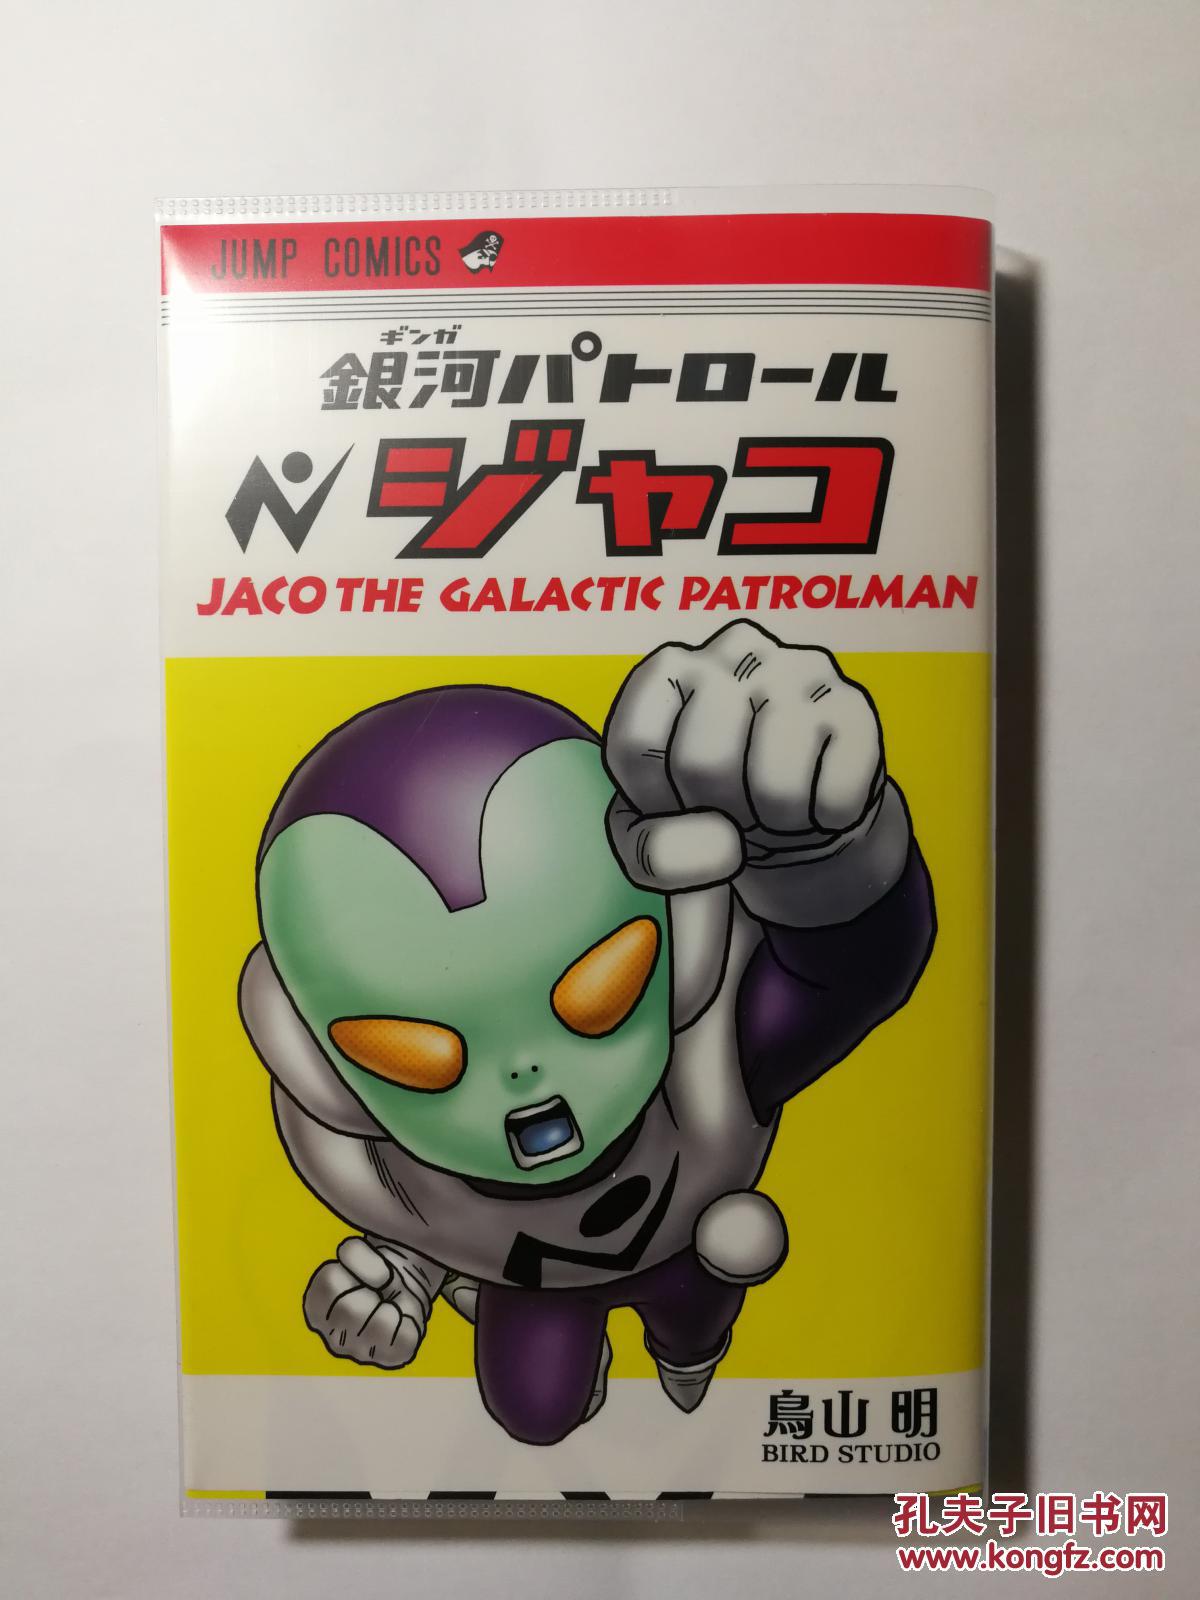 JUMP COMICS
ギンガ
銀河パトロール
ジャコ
JACO THE GALACTIC PATROLMAN
鳥山明
BIRD STUDIO
孔夫子旧书网
www.kongfz.com